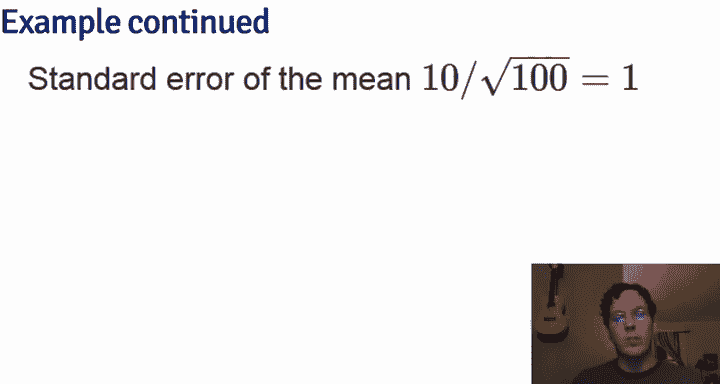 Example continued
Standard error of the mean 10/√100 = 1